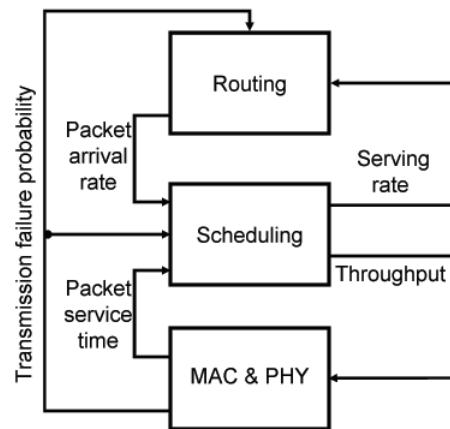 Transmission failure probability
Routing
Packet
arrival
rate
Serving
rate
Scheduling
Throughput
Packet
service
time
MAC & PHY